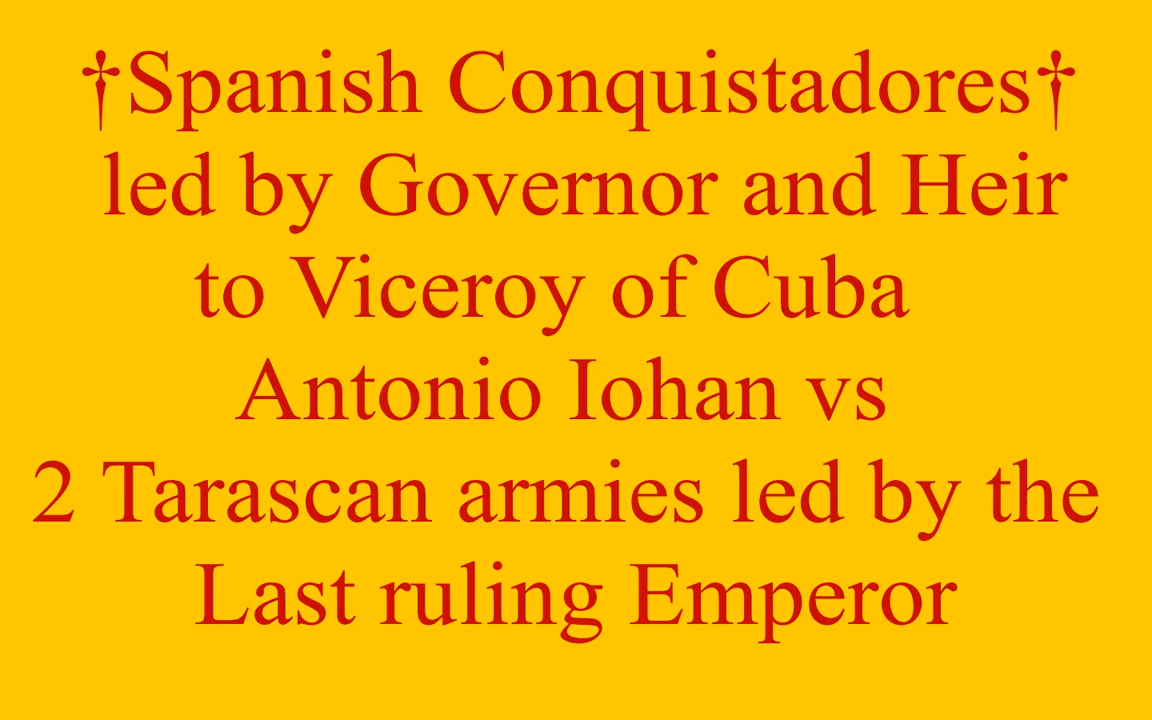 †Spanish Conquistadores†
led by Governor and Heir
to Viceroy of Cuba
Antonio Iohan vs
2 Tarascan armies led by the
Last ruling Emperor